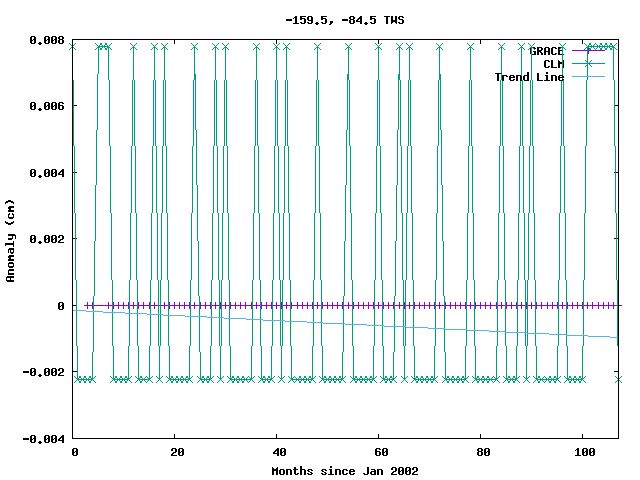 -159.5, -84.5 TWS
0.008
0.006
0.004
0.002
0
-0.002
-0.004
Anomaly (cm)
GRACE
CLM
Trend Line
0 20 40 60 80 100
Months since Jan 2002